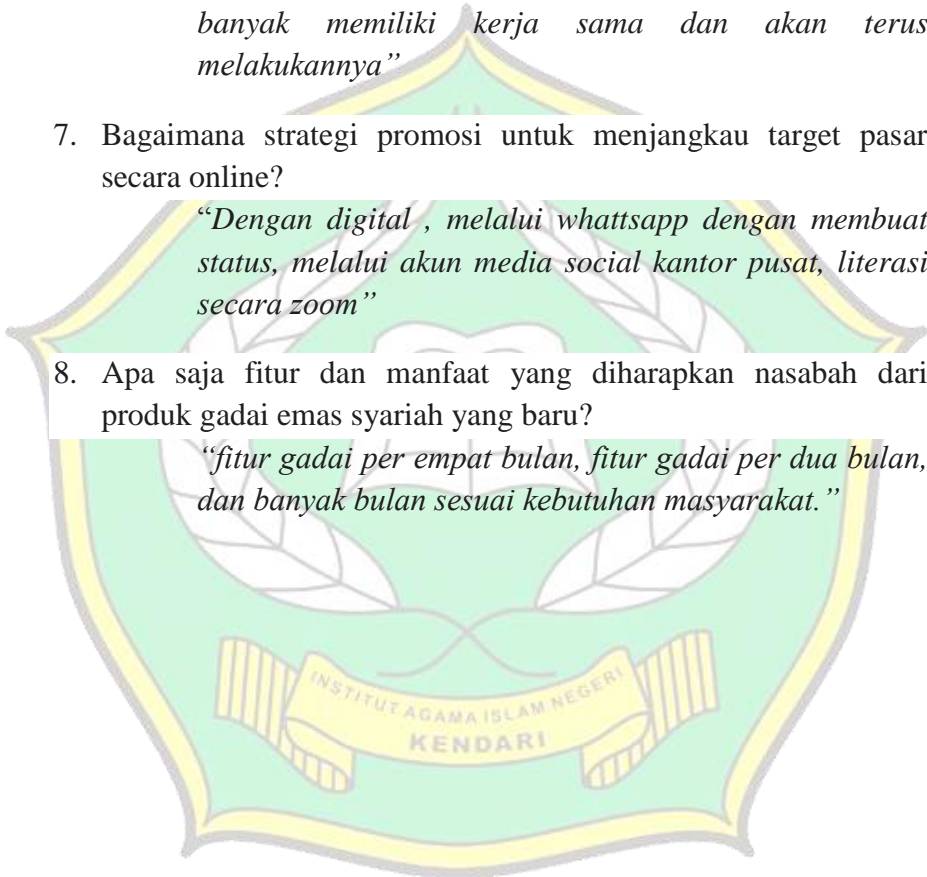 banyak memiliki kerja sama dan akan terus
melakukannya”
7. Bagaimana strategi promosi untuk menjangkau target pasar
secara online?
“Dengan digital , melalui whattsapp dengan membuat
status, melalui akun media social kantor pusat, literasi
secara zoom”
8. Apa saja fitur dan manfaat yang diharapkan nasabah dari
produk gadai emas syariah yang baru?
“fitur gadai per empat bulan, fitur gadai per dua bulan,
dan banyak bulan sesuai kebutuhan masyarakat.”
INSTITUT AGAMA ISLAM NEGERI
KENDARI